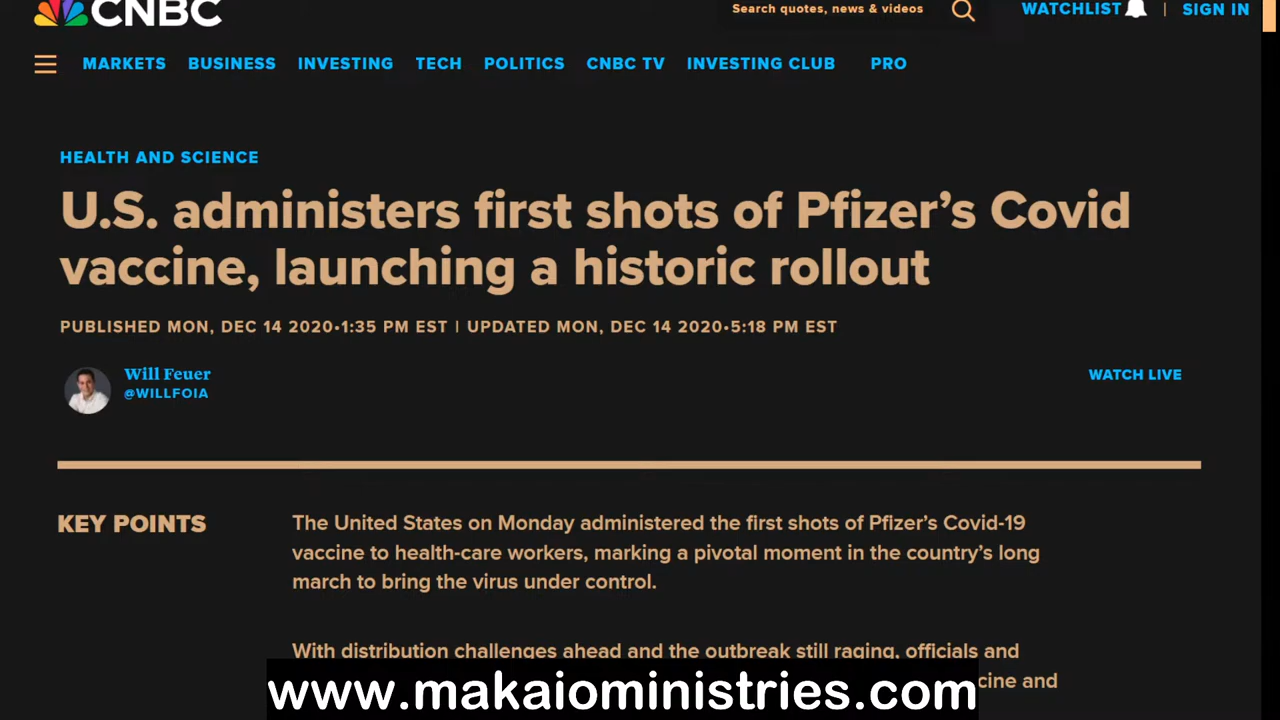 CNBC
Search quotes, news & videos
WATCHLIST
SIGN IN
MARKETS BUSINESS INVESTING TECH POLITICS CNBC TV INVESTING CLUB PRO
HEALTH AND SCIENCE
U.S. administers first shots of Pfizer’s Covid
vaccine, launching a historic rollout
PUBLISHED MON, DEC 14 2020•1:35 PM EST | UPDATED MON, DEC 14 2020•5:18 PM EST
Will Feuer
@WILLFOIA
WATCH LIVE
KEY POINTS
The United States on Monday administered the first shots of Pfizer’s Covid-19
vaccine to health-care workers, marking a pivotal moment in the country’s long
march to bring the virus under control.
With distribution challenges ahead and the outbreak still raging, officials and
and
www.makaioministries.com